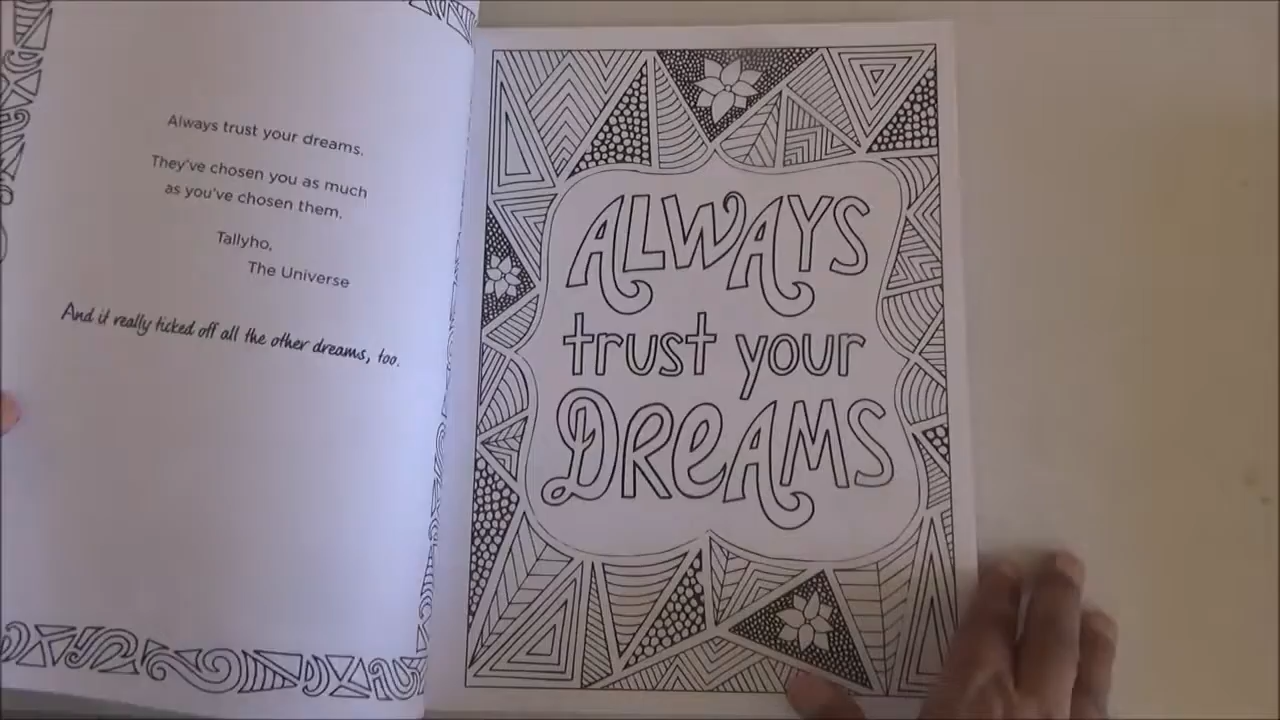 Always trust your dreams.
They've chosen you as much
as you've chosen them.
Tallyho,
The Universe
And it really ticked off all the other dreams, too.
ALWAYS
trust your
DReAMS